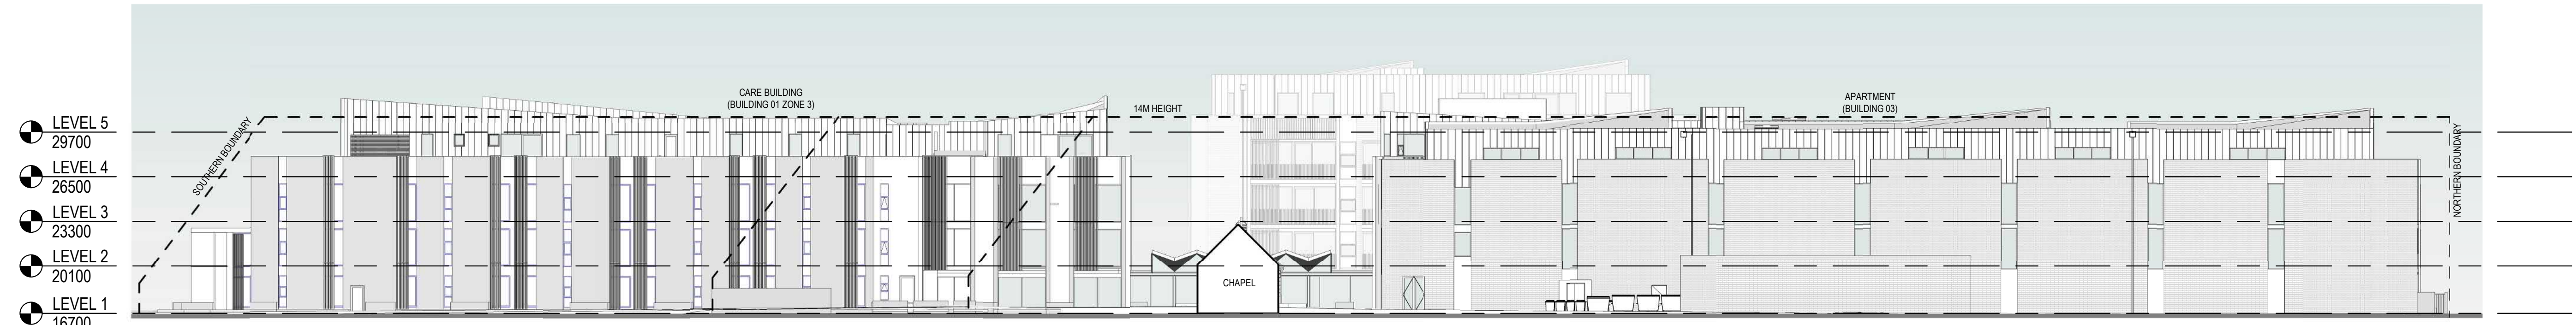 CARE BUILDING
(BUILDING 01 ZONE 3)
14M HEIGHT
APARTMENT
(BUILDING 03)
LEVEL 5
29700
SOUTHERN BOUNDARY
NORTHERN BOUNDARY
LEVEL 4
26500
LEVEL 3
23300
LEVEL 2
20100
CHAPEL
LEVEL 1
16700